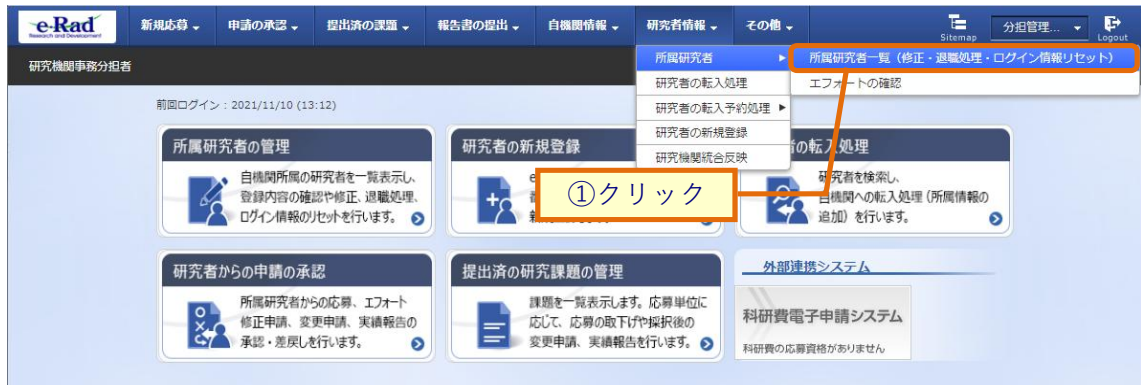 e-Rad
Research and Development
新規応募
申請の承認
提出済の課題
報告書の提出
自機関情報
研究者情報
その他
Sitemap
分担管理...
Logout
研究機関事務分担者
所属研究者
研究者の転入処理
研究者の転入予約処理
研究者の新規登録
研究機関統合反映
所属研究者一覧（修正・退職処理・ログイン情報リセット）
エフォートの確認
前回ログイン：2021/11/10 (13:12)
所属研究者の管理
自機関所属の研究者を一覧表示し、
登録内容の確認や修正、退職処理、
ログイン情報のリセットを行います。
研究者の新規登録
①クリック
の転入処理
研究者を検索し、
自機関への転入処理（所属情報の
追加）を行います。
研究者からの申請の承認
所属研究者からの応募、エフォート
修正申請、変更申請、実績報告の
承認・差戻しを行います。
提出済の研究課題の管理
課題を一覧表示します。応募単位に
応じて、応募の取下げや採択後の
変更申請、実績報告を行います。
外部連携システム
科研費電子申請システム
科研費の応募資格がありません